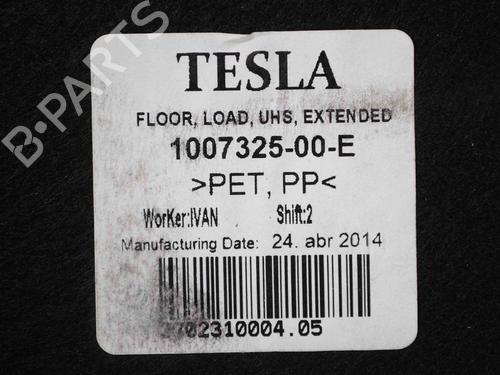 B-PARTS
TESLA
FLOOR, LOAD, UHS, EXTENDED
1007325-00-E
>PET, PP<
WorKer:IVAN Shift:2
Manufacturing Date: 24. abr 2014
702310004.05